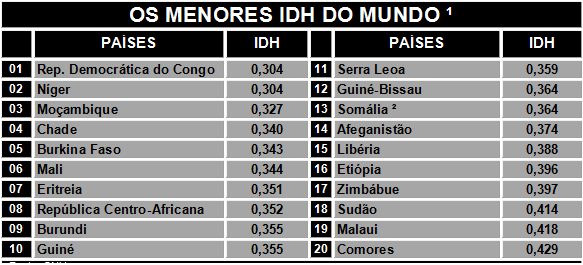 OS MENORES IDH DO MUNDO ¹
PAÍSES IDH PAÍSES IDH
01 Rep. Democrática do Congo 0,304 11 Serra Leoa 0,359
02 Níger 0,304 12 Guiné-Bissau 0,364
03 Moçambique 0,327 13 Somália ² 0,364
04 Chade 0,340 14 Afeganistão 0,374
05 Burkina Faso 0,343 15 Libéria 0,388
06 Mali 0,344 16 Etiópia 0,396
07 Eritreia 0,351 17 Zimbábue 0,397
08 República Centro-Africana 0,352 18 Sudão 0,414
09 Burundi 0,355 19 Malaui 0,418
10 Guiné 0,355 20 Comores 0,429